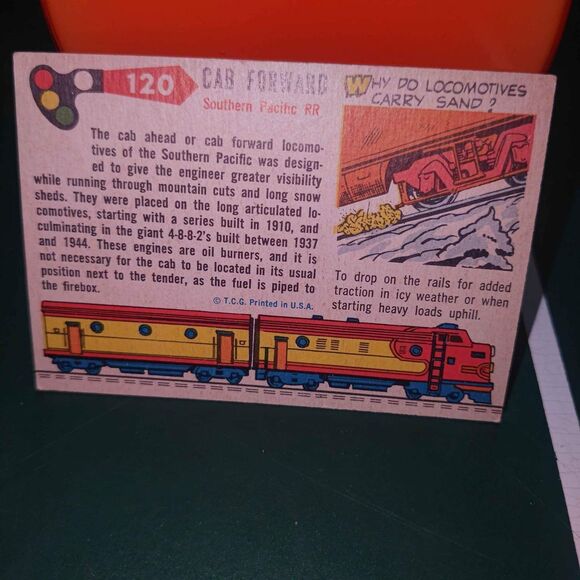 120
CAB FORWARD
Southern Pacific RR
The cab ahead or cab forward locomo-
tives of the Southern Pacific was design-
ed to give the engineer greater visibility
while running through mountain cuts and long snow
sheds. They were placed on the long articulated lo-
comotives, starting with a series built in 1910, and
culminating in the giant 4-8-8-2's built between 1937
and 1944. These engines are oil burners, and it is
not necessary for the cab to be located in its usual
position next to the tender, as the fuel is piped to
the firebox.
© T.C.G. Printed in U.S.A.
WHY DO LOCOMOTIVES
CARRY SAND?
To drop on the rails for added
traction in icy weather or when
starting heavy loads uphill.